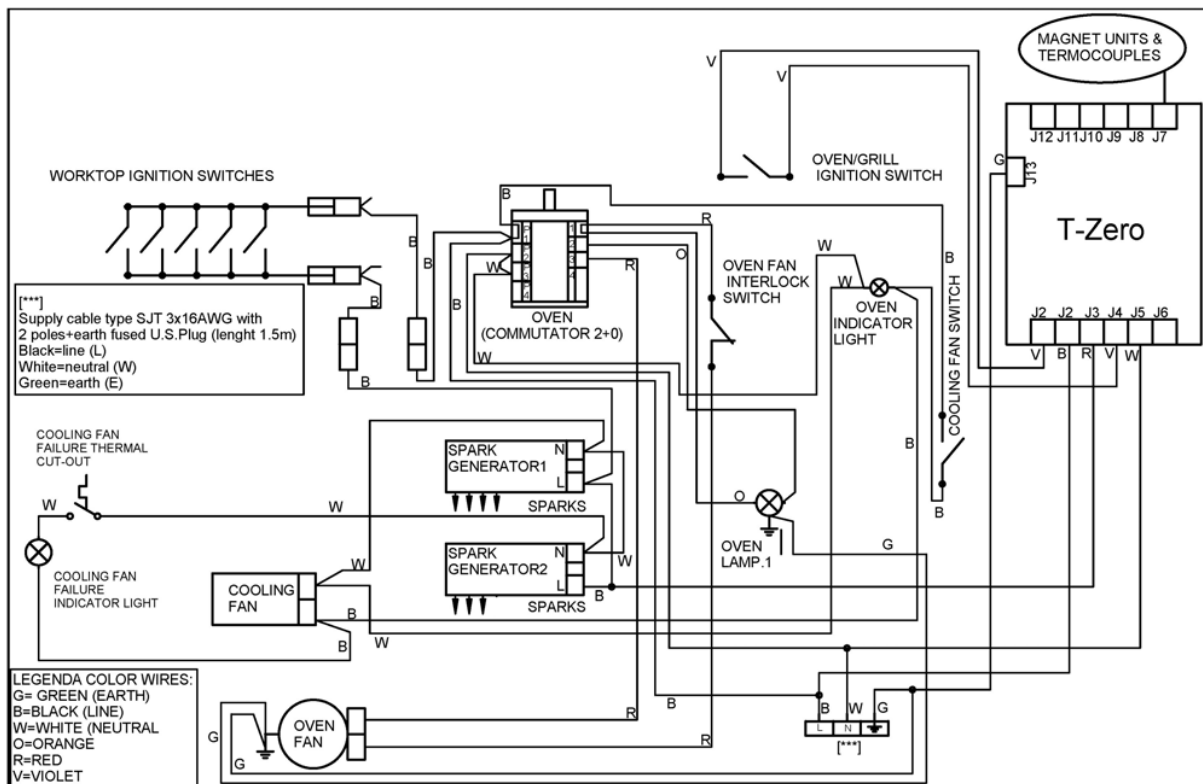 MAGNET UNITS &
TERMOCOUPLES
V
V
J12
J11
J10
J9
J8
J7
G
J13
OVEN/GRILL
IGNITION SWITCH
T-Zero
WORKTOP IGNITION SWITCHES
B
R
B
B
B
W
O
R
W
W
B
OVEN FAN
INTERLOCK
SWITCH
OVEN
INDICATOR
LIGHT
COOLING FAN SWITCH
J2
J2
J3
J4
J5
J6
V
B
R
V
W
1
2
3
4
OVEN
(COMMUTATOR 2+0)
[***]
Supply cable type SJT 3x16AWG with
2 poles+earth fused U.S.Plug (lenght 1.5m)
Black=line (L)
White=neutral (W)
Green=earth (E)
B
W
B
COOLING FAN
FAILURE THERMAL
CUT-OUT
SPARK
GENERATOR1
N
L
SPARKS
W
W
O
B
B
OVEN
LAMP.1
G
SPARK
GENERATOR2
N
L
W
SPARKS
B
W
COOLING FAN
FAILURE
INDICATOR LIGHT
COOLING
FAN
B
W
B
LEGENDA COLOR WIRES:
G= GREEN (EARTH)
B=BLACK (LINE)
W=WHITE (NEUTRAL
O=ORANGE
R=RED
V=VIOLET
OVEN
FAN
G
G
R
R
B
B
W
G
L
N
[***]